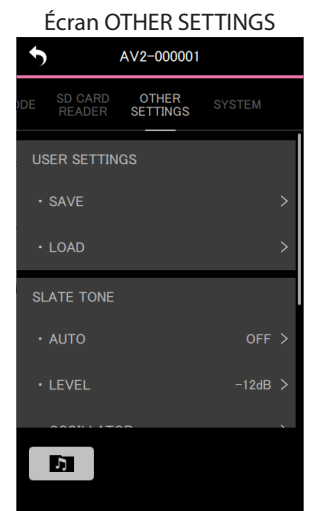 Écran OTHER SETTINGS
AV2-000001
DE
SD CARD
READER
OTHER
SETTINGS
SYSTEM
USER SETTINGS
・SAVE
・LOAD
SLATE TONE
・AUTO
OFF
・LEVEL
-12dB